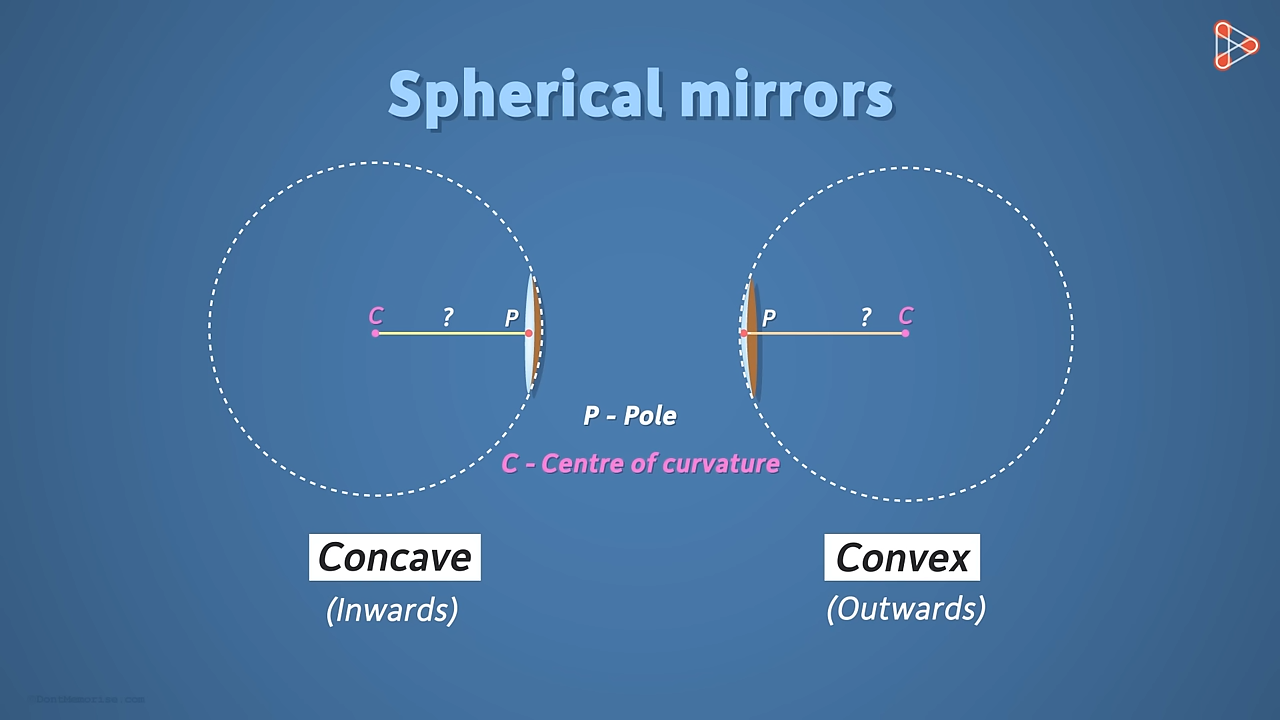 Spherical mirrors
C ? P
P ? C
P - Pole
C - Centre of curvature
Concave
(Inwards)
Convex
(Outwards)